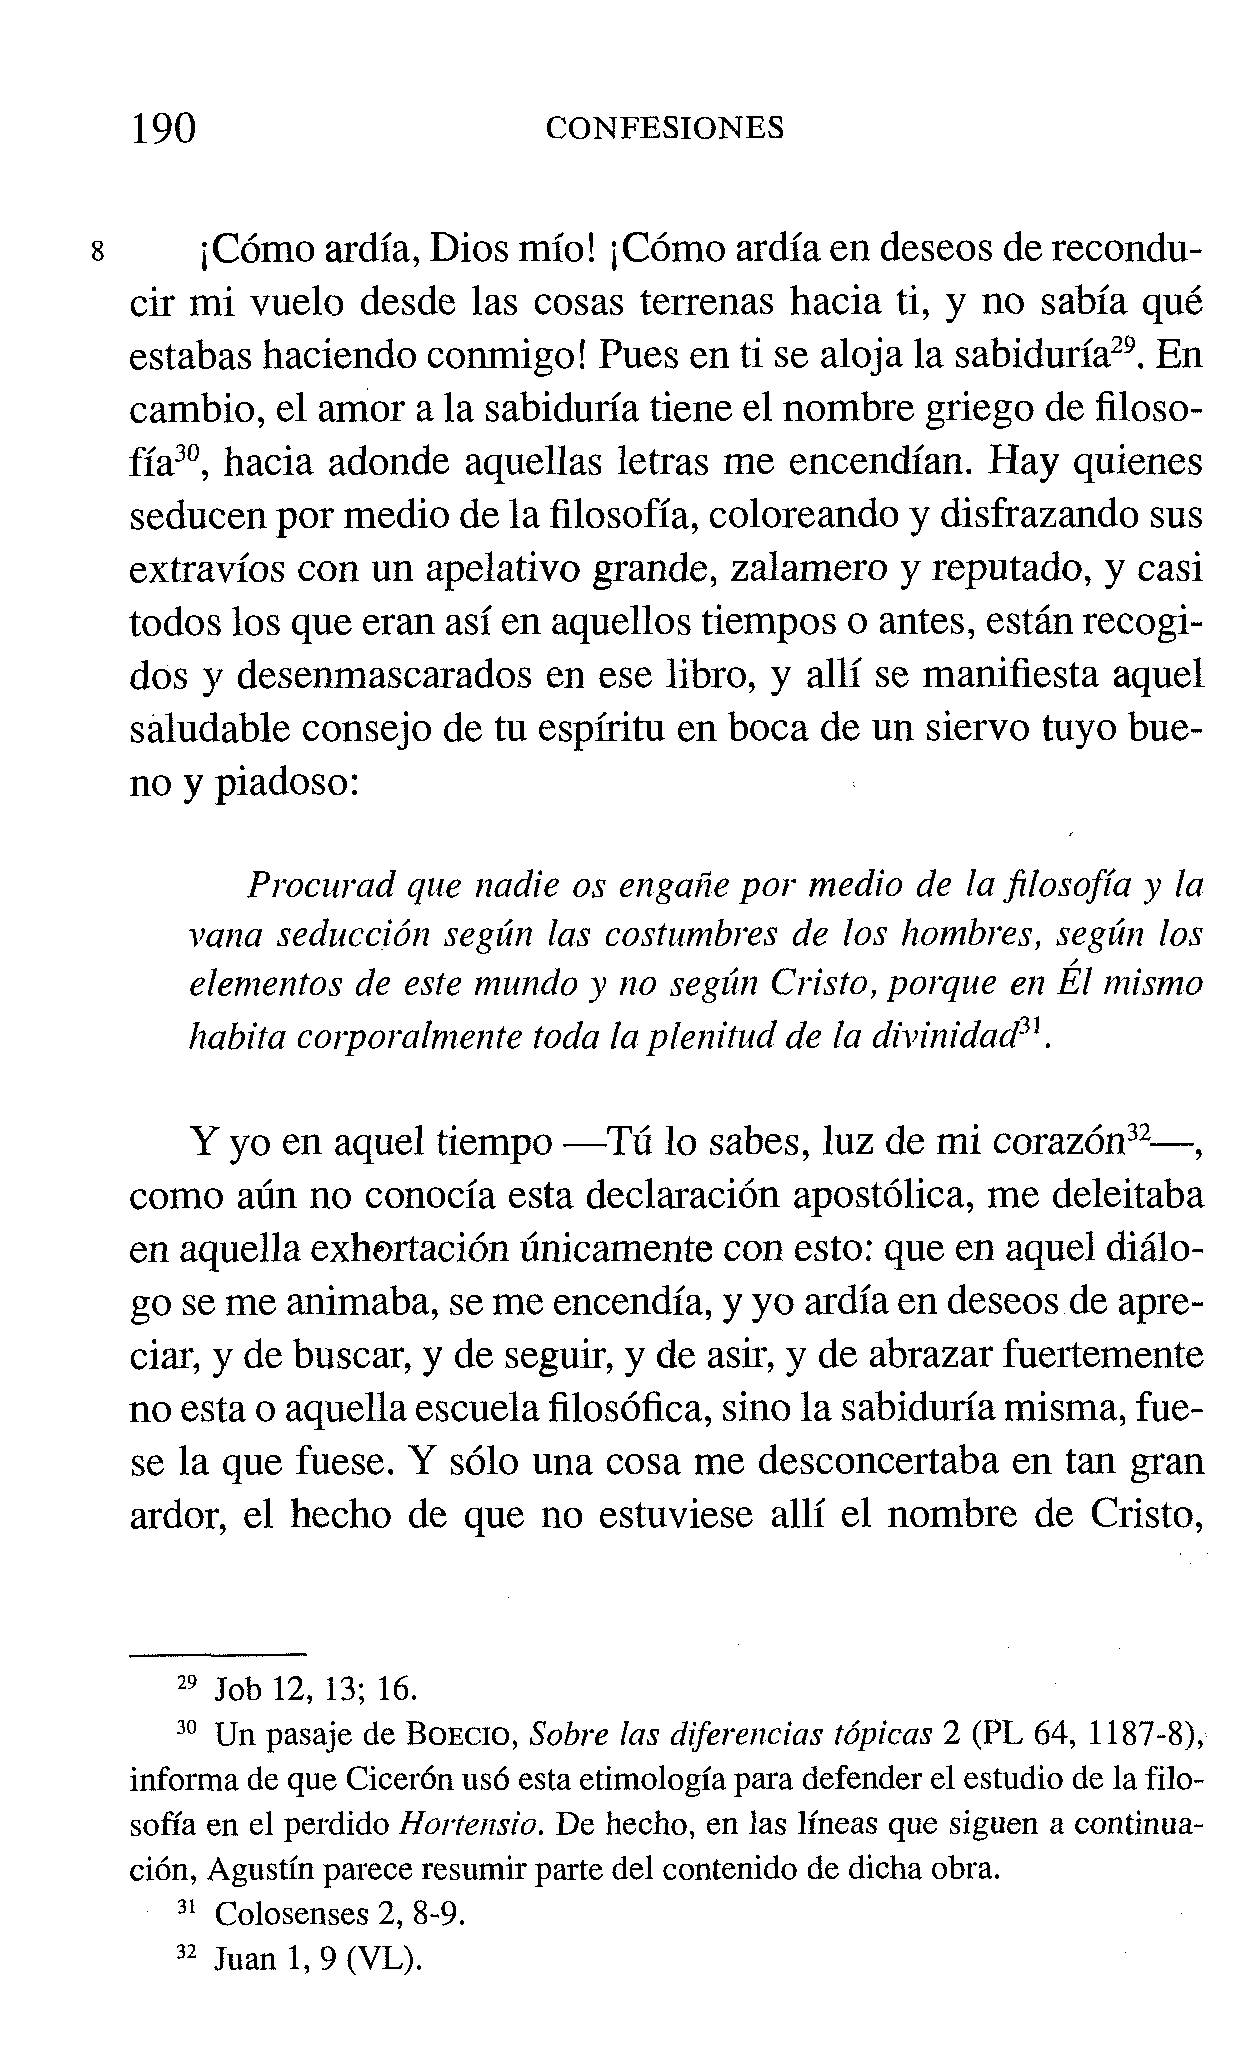 190 CONFESIONES
8 ¡Cómo ardía, Dios mío! ¡Cómo ardía en deseos de recondu-
cir mi vuelo desde las cosas terrenas hacia ti, y no sabía qué
estabas haciendo conmigo! Pues en ti se aloja la sabiduría²⁹. En
cambio, el amor a la sabiduría tiene el nombre griego de filoso-
fía³⁰, hacia adonde aquellas letras me encendían. Hay quienes
seducen por medio de la filosofía, coloreando y disfrazando sus
extravíos con un apelativo grande, zalamero y reputado, y casi
todos los que eran así en aquellos tiempos o antes, están recogi-
dos y desenmascarados en ese libro, y allí se manifiesta aquel
saludable consejo de tu espíritu en boca de un siervo tuyo bue-
no y piadoso:
Procurad que nadie os engañe por medio de la filosofía y la
vana seducción según las costumbres de los hombres, según los
elementos de este mundo y no según Cristo, porque en Él mismo
habita corporalmente toda la plenitud de la divinidad³¹.
Y yo en aquel tiempo —Tú lo sabes, luz de mi corazón³²—,
como aún no conocía esta declaración apostólica, me deleitaba
en aquella exhortación únicamente con esto: que en aquel diálo-
go se me animaba, se me encendía, y yo ardía en deseos de apre-
ciar, y de buscar, y de seguir, y de asir, y de abrazar fuertemente
no esta o aquella escuela filosófica, sino la sabiduría misma, fue-
se la que fuese. Y sólo una cosa me desconcertaba en tan gran
ardor, el hecho de que no estuviese allí el nombre de Cristo,
²⁹ Job 12, 13; 16.
³⁰ Un pasaje de BOECIO, Sobre las diferencias tópicas 2 (PL 64, 1187-8),
informa de que Cicerón usó esta etimología para defender el estudio de la filo-
sofía en el perdido Hortensio. De hecho, en las líneas que siguen a continua-
ción, Agustín parece resumir parte del contenido de dicha obra.
³¹ Colosenses 2, 8-9.
³² Juan 1, 9 (VL).